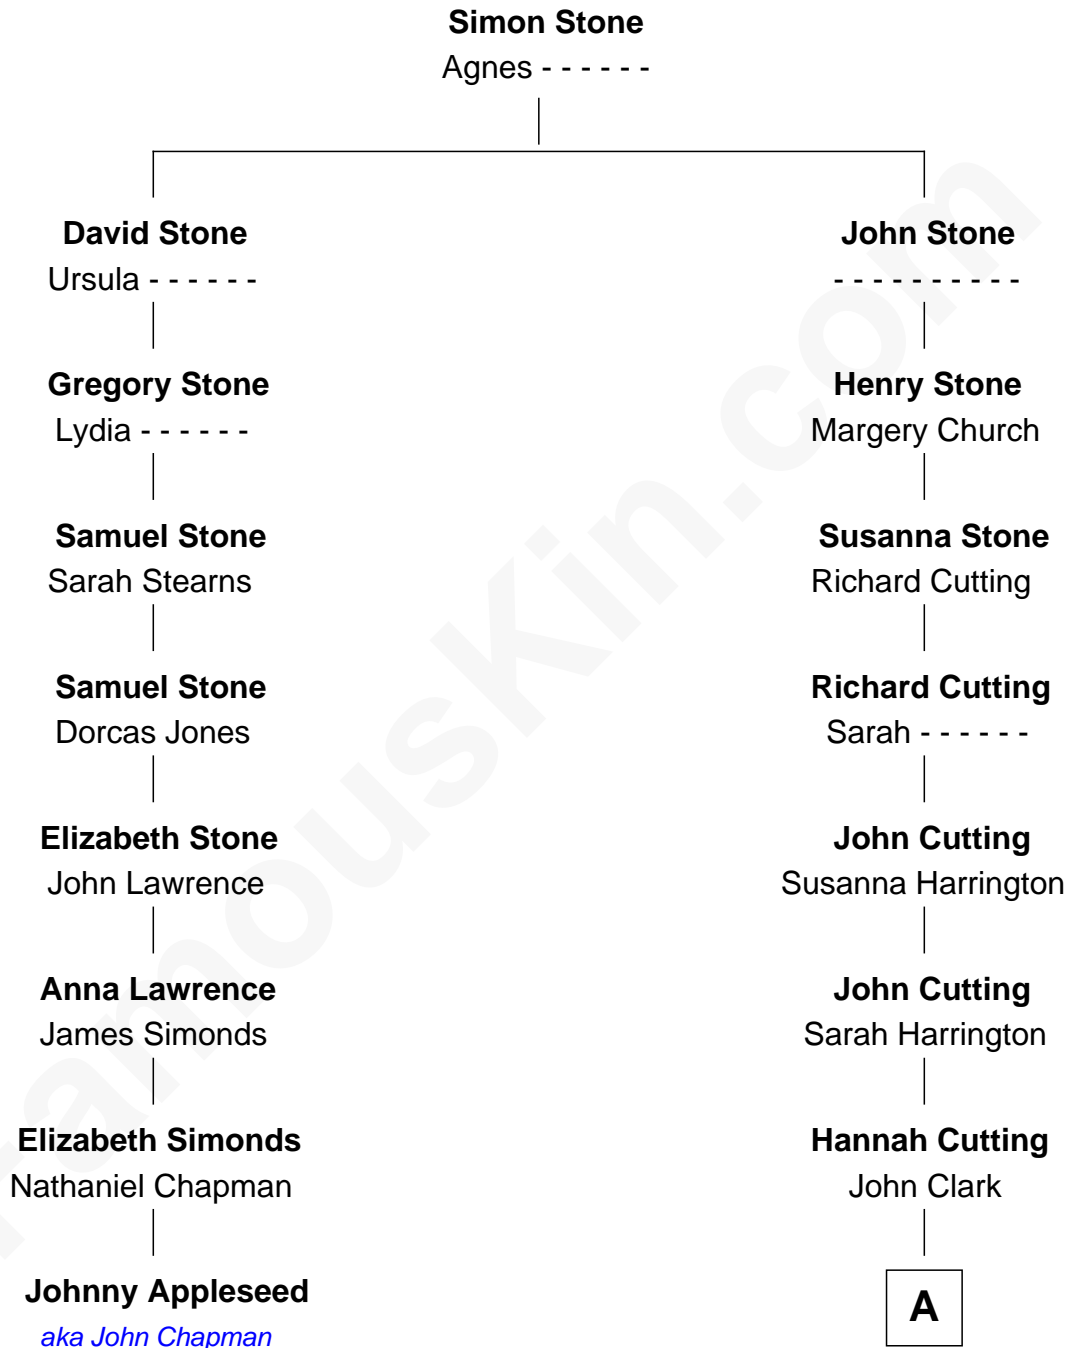 Simon Stone
Agnes - - - - - -
David Stone
Ursula - - - - - -
John Stone
- - - - - - - - - -
Gregory Stone
Lydia - - - - - -
Henry Stone
Margery Church
Samuel Stone
Sarah Stearns
Susanna Stone
Richard Cutting
Samuel Stone
Dorcas Jones
Richard Cutting
Sarah - - - - - -
Elizabeth Stone
John Lawrence
John Cutting
Susanna Harrington
Anna Lawrence
James Simonds
John Cutting
Sarah Harrington
Elizabeth Simonds
Nathaniel Chapman
Hannah Cutting
John Clark
Johnny Appleseed
aka John Chapman
A
FamousKin.com